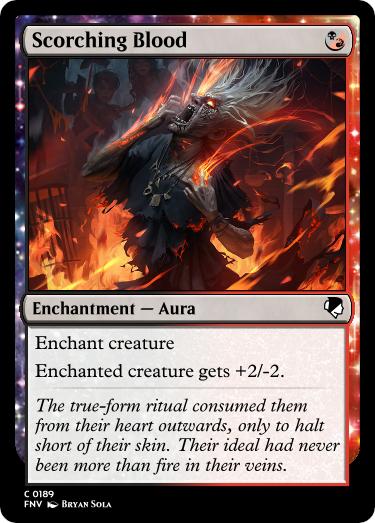 Scorching Blood
Enchantment — Aura
Enchant creature
Enchanted creature gets +2/-2.
The true-form ritual consumed them
from their heart outwards, only to halt
short of their skin. Their ideal had never
been more than fire in their veins.
C 0189
FNV Bryan Sola